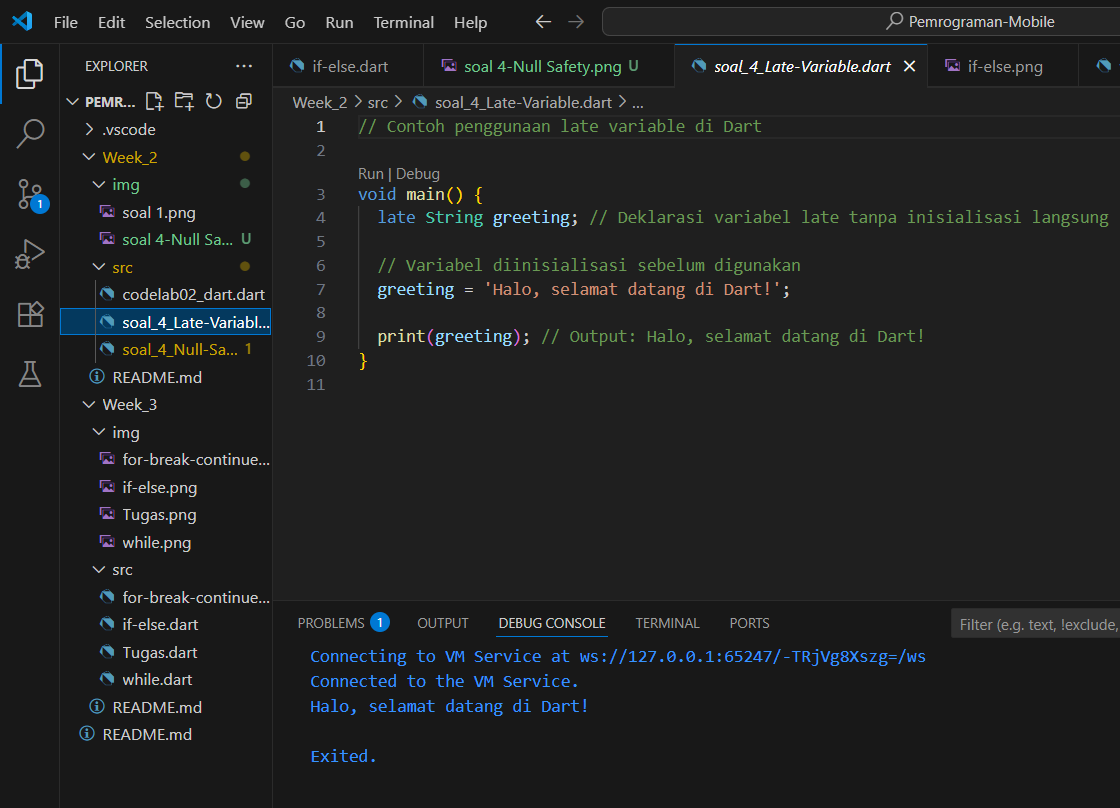 File Edit Selection View Go Run Terminal Help
Pemrograman-Mobile
EXPLORER
if-else.dart
soal 4-Null Safety.png U
soal_4_Late-Variable.dart
if-else.png
PEMR...
Week_2 > src > soal_4_Late-Variable.dart > ...
.vscode
Week_2
img
soal 1.png
soal 4-Null Sa... U
src
codelab02_dart.dart
soal_4_Late-Variabl...
soal_4_Null-Sa... 1
README.md
Week_3
img
for-break-continue...
if-else.png
Tugas.png
while.png
src
for-break-continue...
if-else.dart
Tugas.dart
while.dart
README.md
README.md
1
1 // Contoh penggunaan late variable di Dart
2
Run | Debug
3 void main() {
4 late String greeting; // Deklarasi variabel late tanpa inisialisasi langsung
5
6 // Variabel diinisialisasi sebelum digunakan
7 greeting = 'Halo, selamat datang di Dart!';
8
9 print(greeting); // Output: Halo, selamat datang di Dart!
10 }
11
PROBLEMS 1 OUTPUT DEBUG CONSOLE TERMINAL PORTS
Filter (e.g. text, !exclude,
Connecting to VM Service at ws://127.0.0.1:65247/-TRjVg8Xszg=/ws
Connected to the VM Service.
Halo, selamat datang di Dart!
Exited.